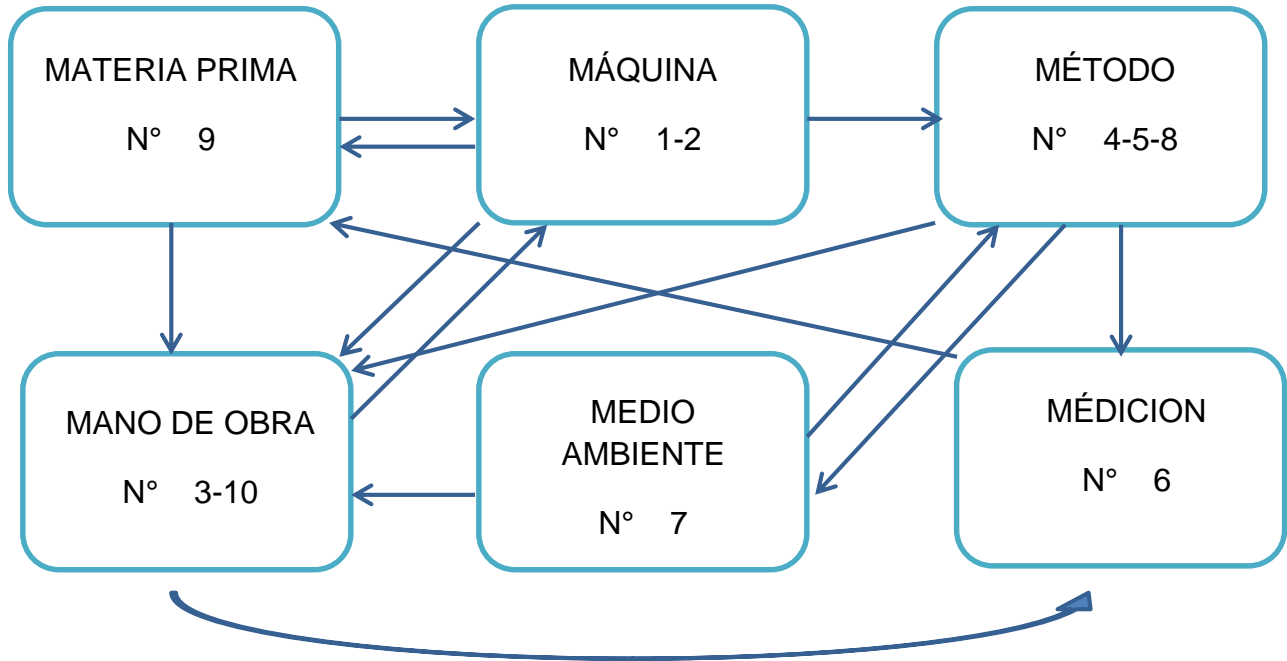 MATERIA PRIMA
N° 9
MÁQUINA
N° 1-2
MÉTODO
N° 4-5-8
MANO DE OBRA
N° 3-10
MEDIO
AMBIENTE
N° 7
MÉDICION
N° 6